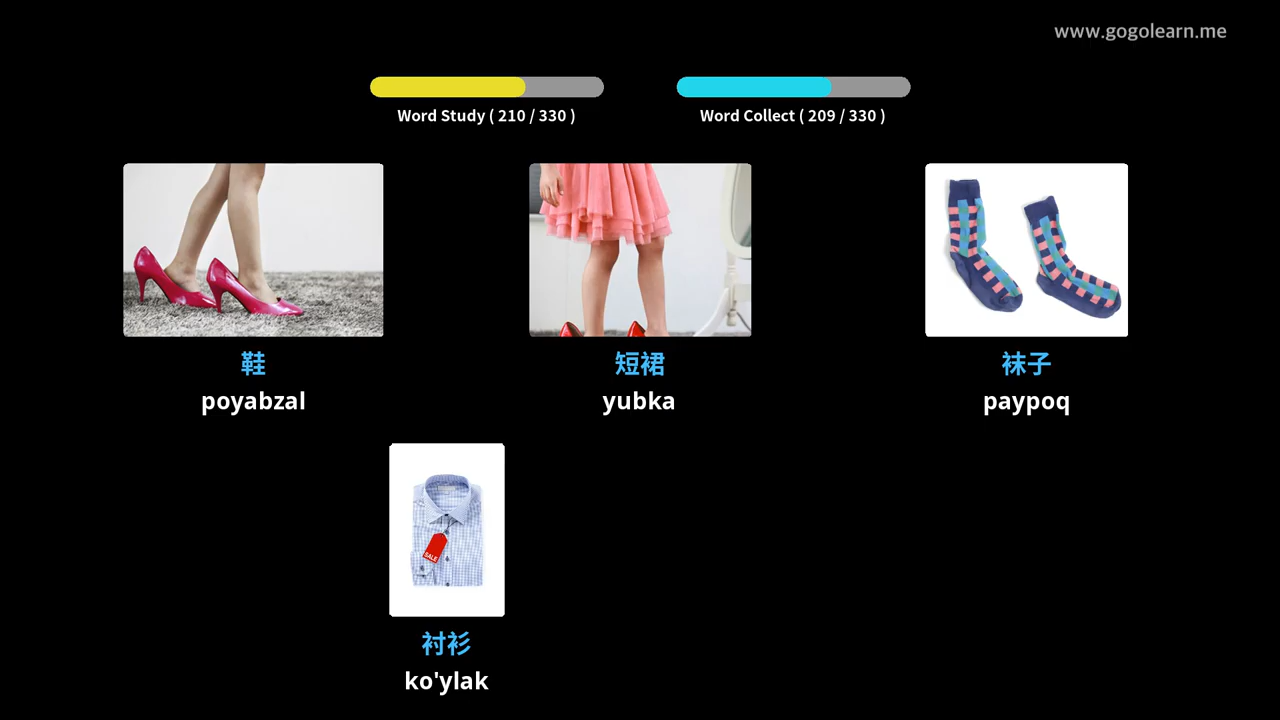 www.gogolearn.me
Word Study ( 210 / 330 )
Word Collect ( 209 / 330 )
鞋
poyabzal
短裙
yubka
袜子
paypoq
SALE
衬衫
ko'ylak